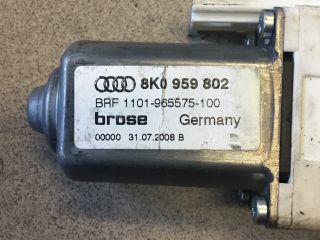 8K0 959 802
BRF 1101-965575-100
brose Germany
00000 31.07.2008 B